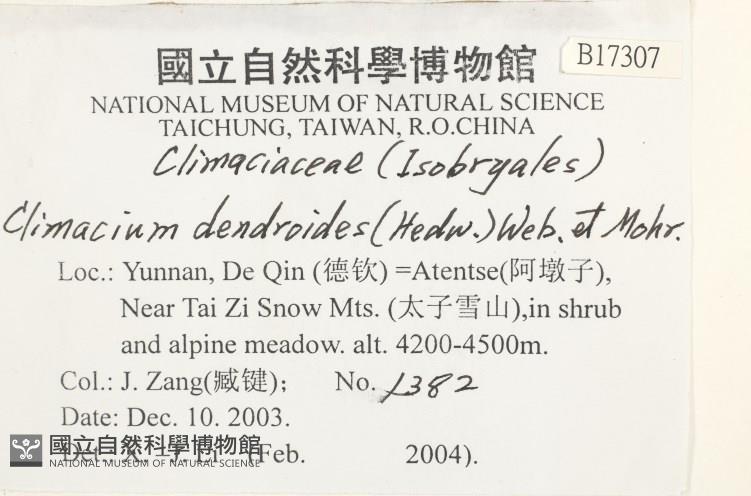 國立自然科學博物館
B17307
NATIONAL MUSEUM OF NATURAL SCIENCE
TAICHUNG, TAIWAN, R.O.CHINA
Climaciaceae (Isobryales)
Climacium dendroides (Hedw.) Web. et Mohr.
Loc.: Yunnan, De Qin (德钦) =Atentse(阿墩子),
Near Tai Zi Snow Mts. (太子雪山),in shrub
and alpine meadow. alt. 4200-4500m.
Col.: J. Zang(臧键); No. 1382
Date: Dec. 10. 2003.
Det.: X. Li (Feb. 2004).
國立自然科學博物館
NATIONAL MUSEUM OF NATURAL SCIENCE